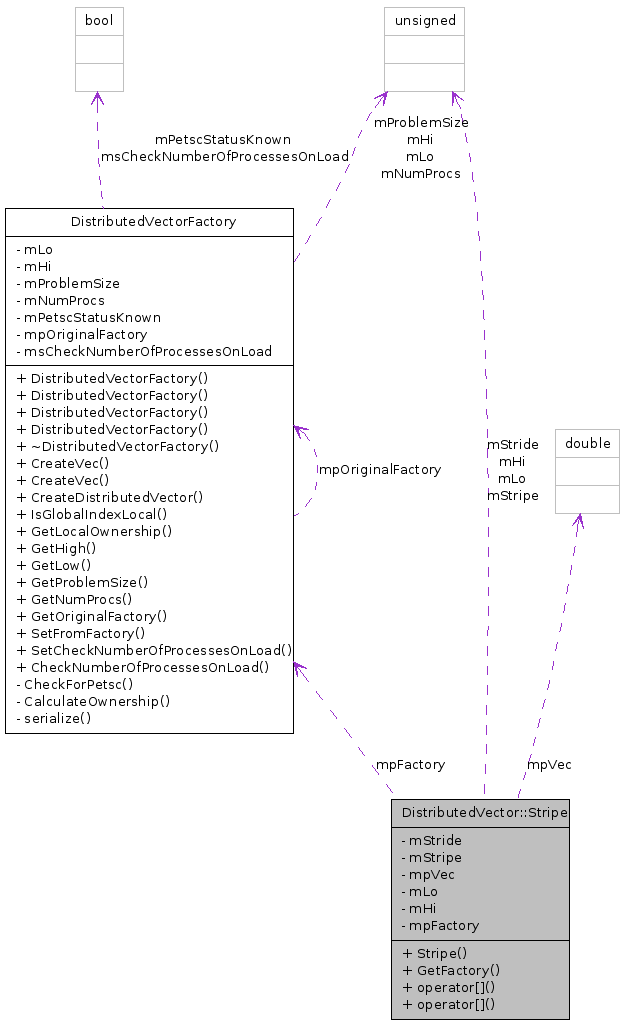 bool
unsigned
mPetscStatusKnown
msCheckNumberOfProcessesOnLoad
mProblemSize
mHi
mLo
mNumProcs
DistributedVectorFactory
- mLo
- mHi
- mProblemSize
- mNumProcs
- mPetscStatusKnown
- mpOriginalFactory
- msCheckNumberOfProcessesOnLoad
+ DistributedVectorFactory()
+ DistributedVectorFactory()
+ DistributedVectorFactory()
+ DistributedVectorFactory()
+ ~DistributedVectorFactory()
+ CreateVec()
+ CreateVec()
+ CreateDistributedVector()
+ IsGlobalIndexLocal()
+ GetLocalOwnership()
+ GetHigh()
+ GetLow()
+ GetProblemSize()
+ GetNumProcs()
+ GetOriginalFactory()
+ SetFromFactory()
+ SetCheckNumberOfProcessesOnLoad()
+ CheckNumberOfProcessesOnLoad()
- CheckForPetsc()
- CalculateOwnership()
- serialize()
mpOriginalFactory
mStride
mHi
mLo
mStripe
double
mpFactory
mpVec
DistributedVector::Stripe
- mStride
- mStripe
- mpVec
- mLo
- mHi
- mpFactory
+ Stripe()
+ GetFactory()
+ operator[]()
+ operator[]()